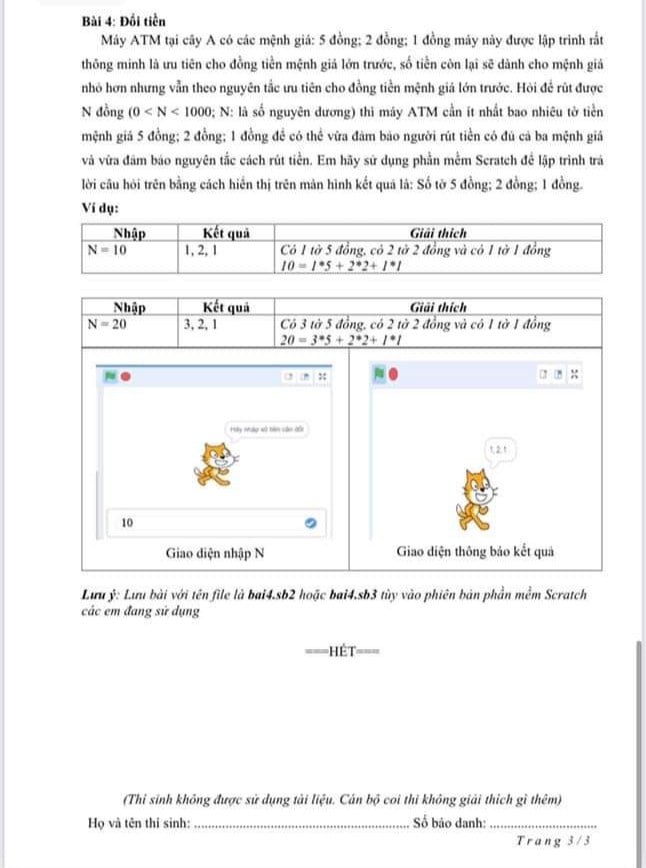 Bài 4: Đổi tiền
Máy ATM tại cây A có các mệnh giá: 5 đồng; 2 đồng; 1 đồng máy này được lập trình rất
thông minh là ưu tiên cho đồng tiền mệnh giá lớn trước, số tiền còn lại sẽ dành cho mệnh giá
nhỏ hơn nhưng vẫn theo nguyên tắc ưu tiên cho đồng tiền mệnh giá lớn trước. Hỏi để rút được
N đồng (0 < N < 1000; N: là số nguyên dương) thì máy ATM cần ít nhất bao nhiêu tờ tiền
mệnh giá 5 đồng; 2 đồng; 1 đồng để có thể vừa đảm bảo người rút tiền có đủ cả ba mệnh giá
và vừa đảm bảo nguyên tắc cách rút tiền. Em hãy sử dụng phần mềm Scratch để lập trình trả
lời câu hỏi trên bằng cách hiển thị trên màn hình kết quả là: Số tờ 5 đồng; 2 đồng; 1 đồng.
Ví dụ:
Nhập Kết quả Giải thích
N = 10 1, 2, 1 Có 1 tờ 5 đồng, có 2 tờ 2 đồng và có 1 tờ 1 đồng
10 = 1*5 + 2*2+ 1*1
Nhập Kết quả Giải thích
N = 20 3, 2, 1 Có 3 tờ 5 đồng, có 2 tờ 2 đồng và có 1 tờ 1 đồng
20 = 3*5 + 2*2+ 1*1
Hãy nhập số tiền cần đổi
1,2,1
10
Giao diện nhập N Giao diện thông báo kết quả
Lưu ý: Lưu bài với tên file là bai4.sb2 hoặc bai4.sb3 tùy vào phiên bản phần mềm Scratch
các em đang sử dụng
===HẾT===
(Thí sinh không được sử dụng tài liệu. Cán bộ coi thi không giải thích gì thêm)
Họ và tên thí sinh: ........................................ Số báo danh: ....................
Trang 3/3